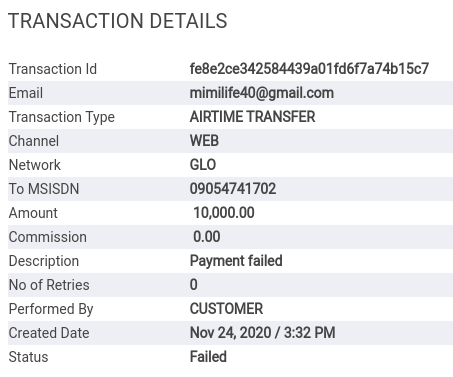 TRANSACTION DETAILS
Transaction Id fe8e2ce342584439a01fd6f7a74b15c7
Email mimilife40@gmail.com
Transaction Type AIRTIME TRANSFER
Channel WEB
Network GLO
To MSISDN 09054741702
Amount 10,000.00
Commission 0.00
Description Payment failed
No of Retries 0
Performed By CUSTOMER
Created Date Nov 24, 2020 / 3:32 PM
Status Failed